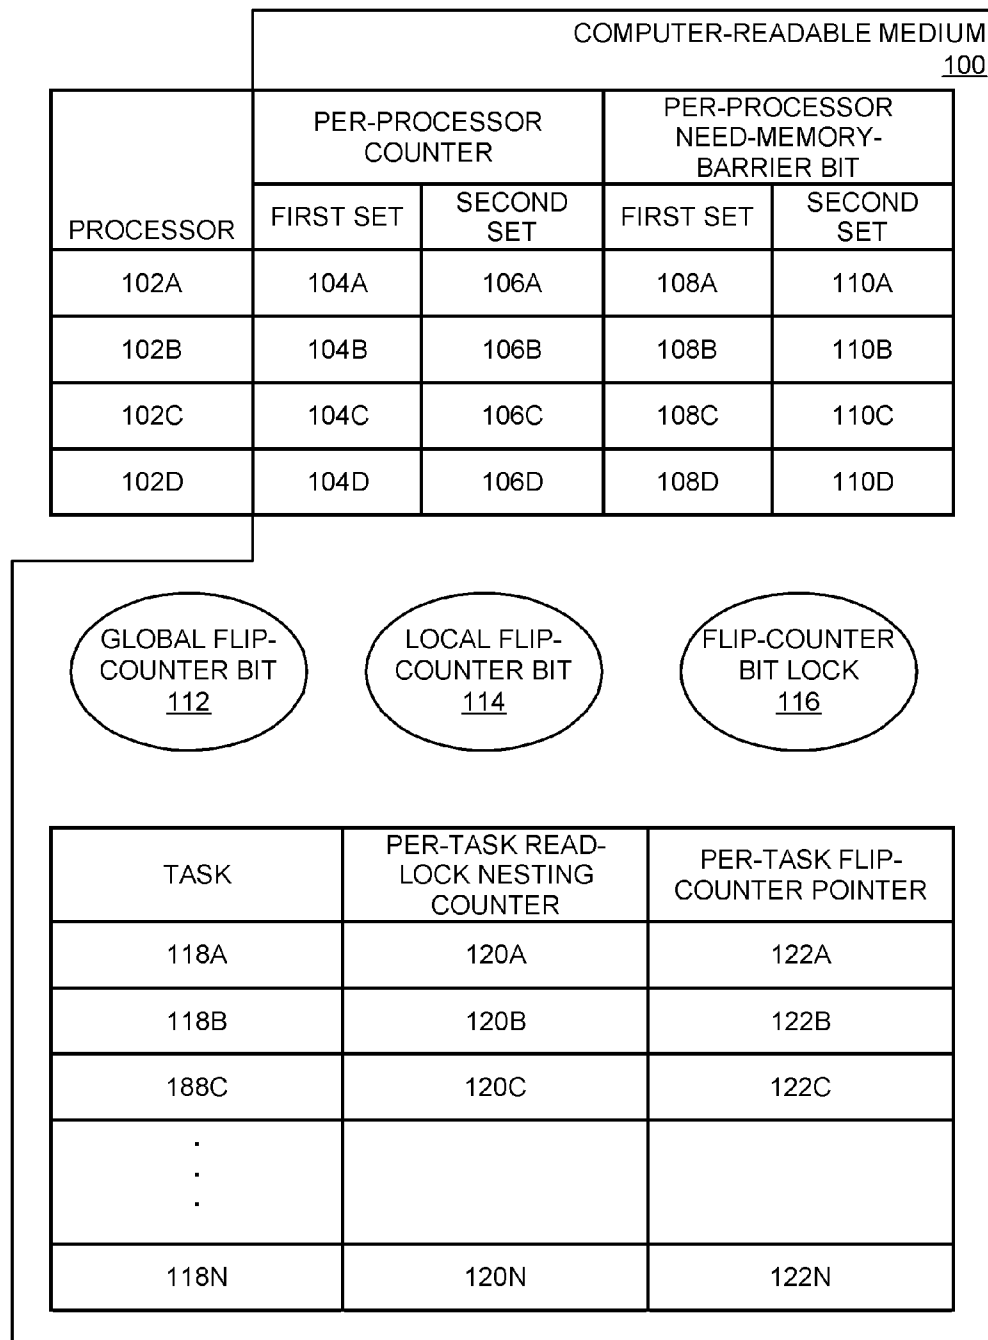 COMPUTER-READABLE MEDIUM
100
PROCESSOR
PER-PROCESSOR
COUNTER
PER-PROCESSOR
NEED-MEMORY-
BARRIER BIT
FIRST SET
SECOND
SET
FIRST SET
SECOND
SET
102A 104A 106A 108A 110A
102B 104B 106B 108B 110B
102C 104C 106C 108C 110C
102D 104D 106D 108D 110D
GLOBAL FLIP-
COUNTER BIT
112
LOCAL FLIP-
COUNTER BIT
114
FLIP-COUNTER
BIT LOCK
116
TASK
PER-TASK READ-
LOCK NESTING
COUNTER
PER-TASK FLIP-
COUNTER POINTER
118A 120A 122A
118B 120B 122B
188C 120C 122C
.
.
.
118N 120N 122N